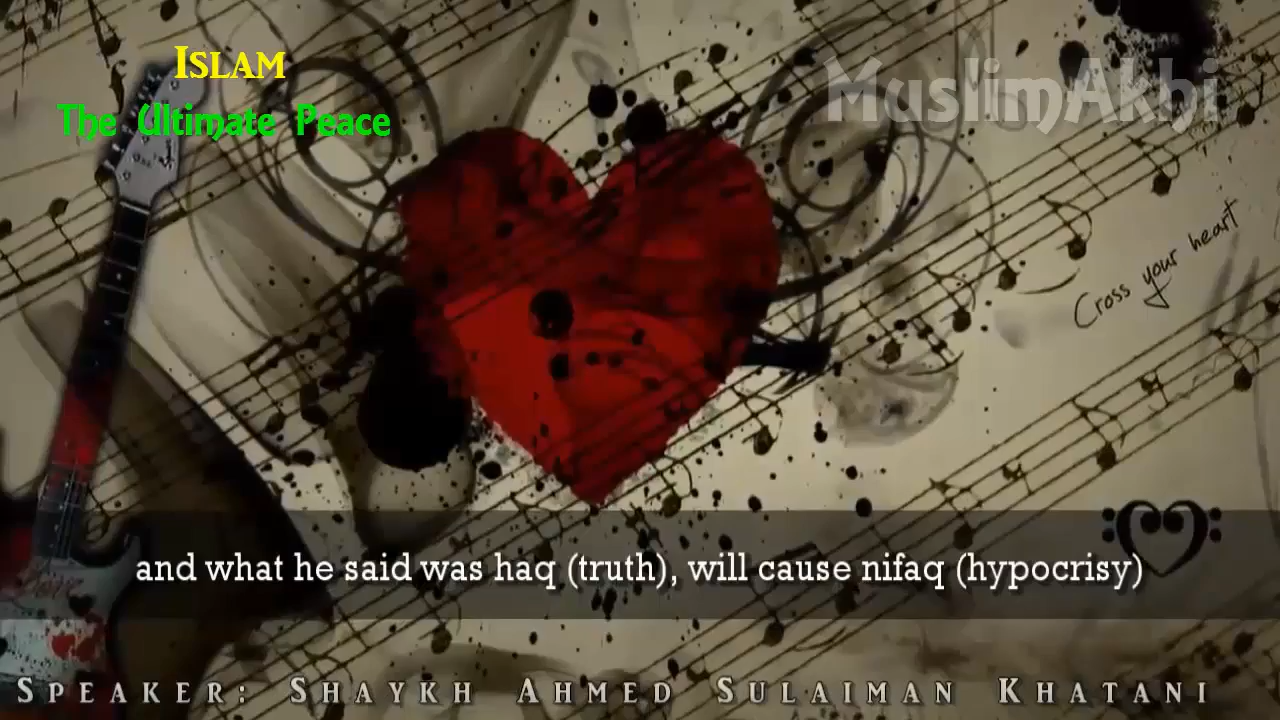 Islam
The Ultimate Peace
MuslimAkhi
Cross your heart
and what he said was haq (truth), will cause nifaq (hypocrisy)
Speaker: Shaykh Ahmed Sulaiman Khatani